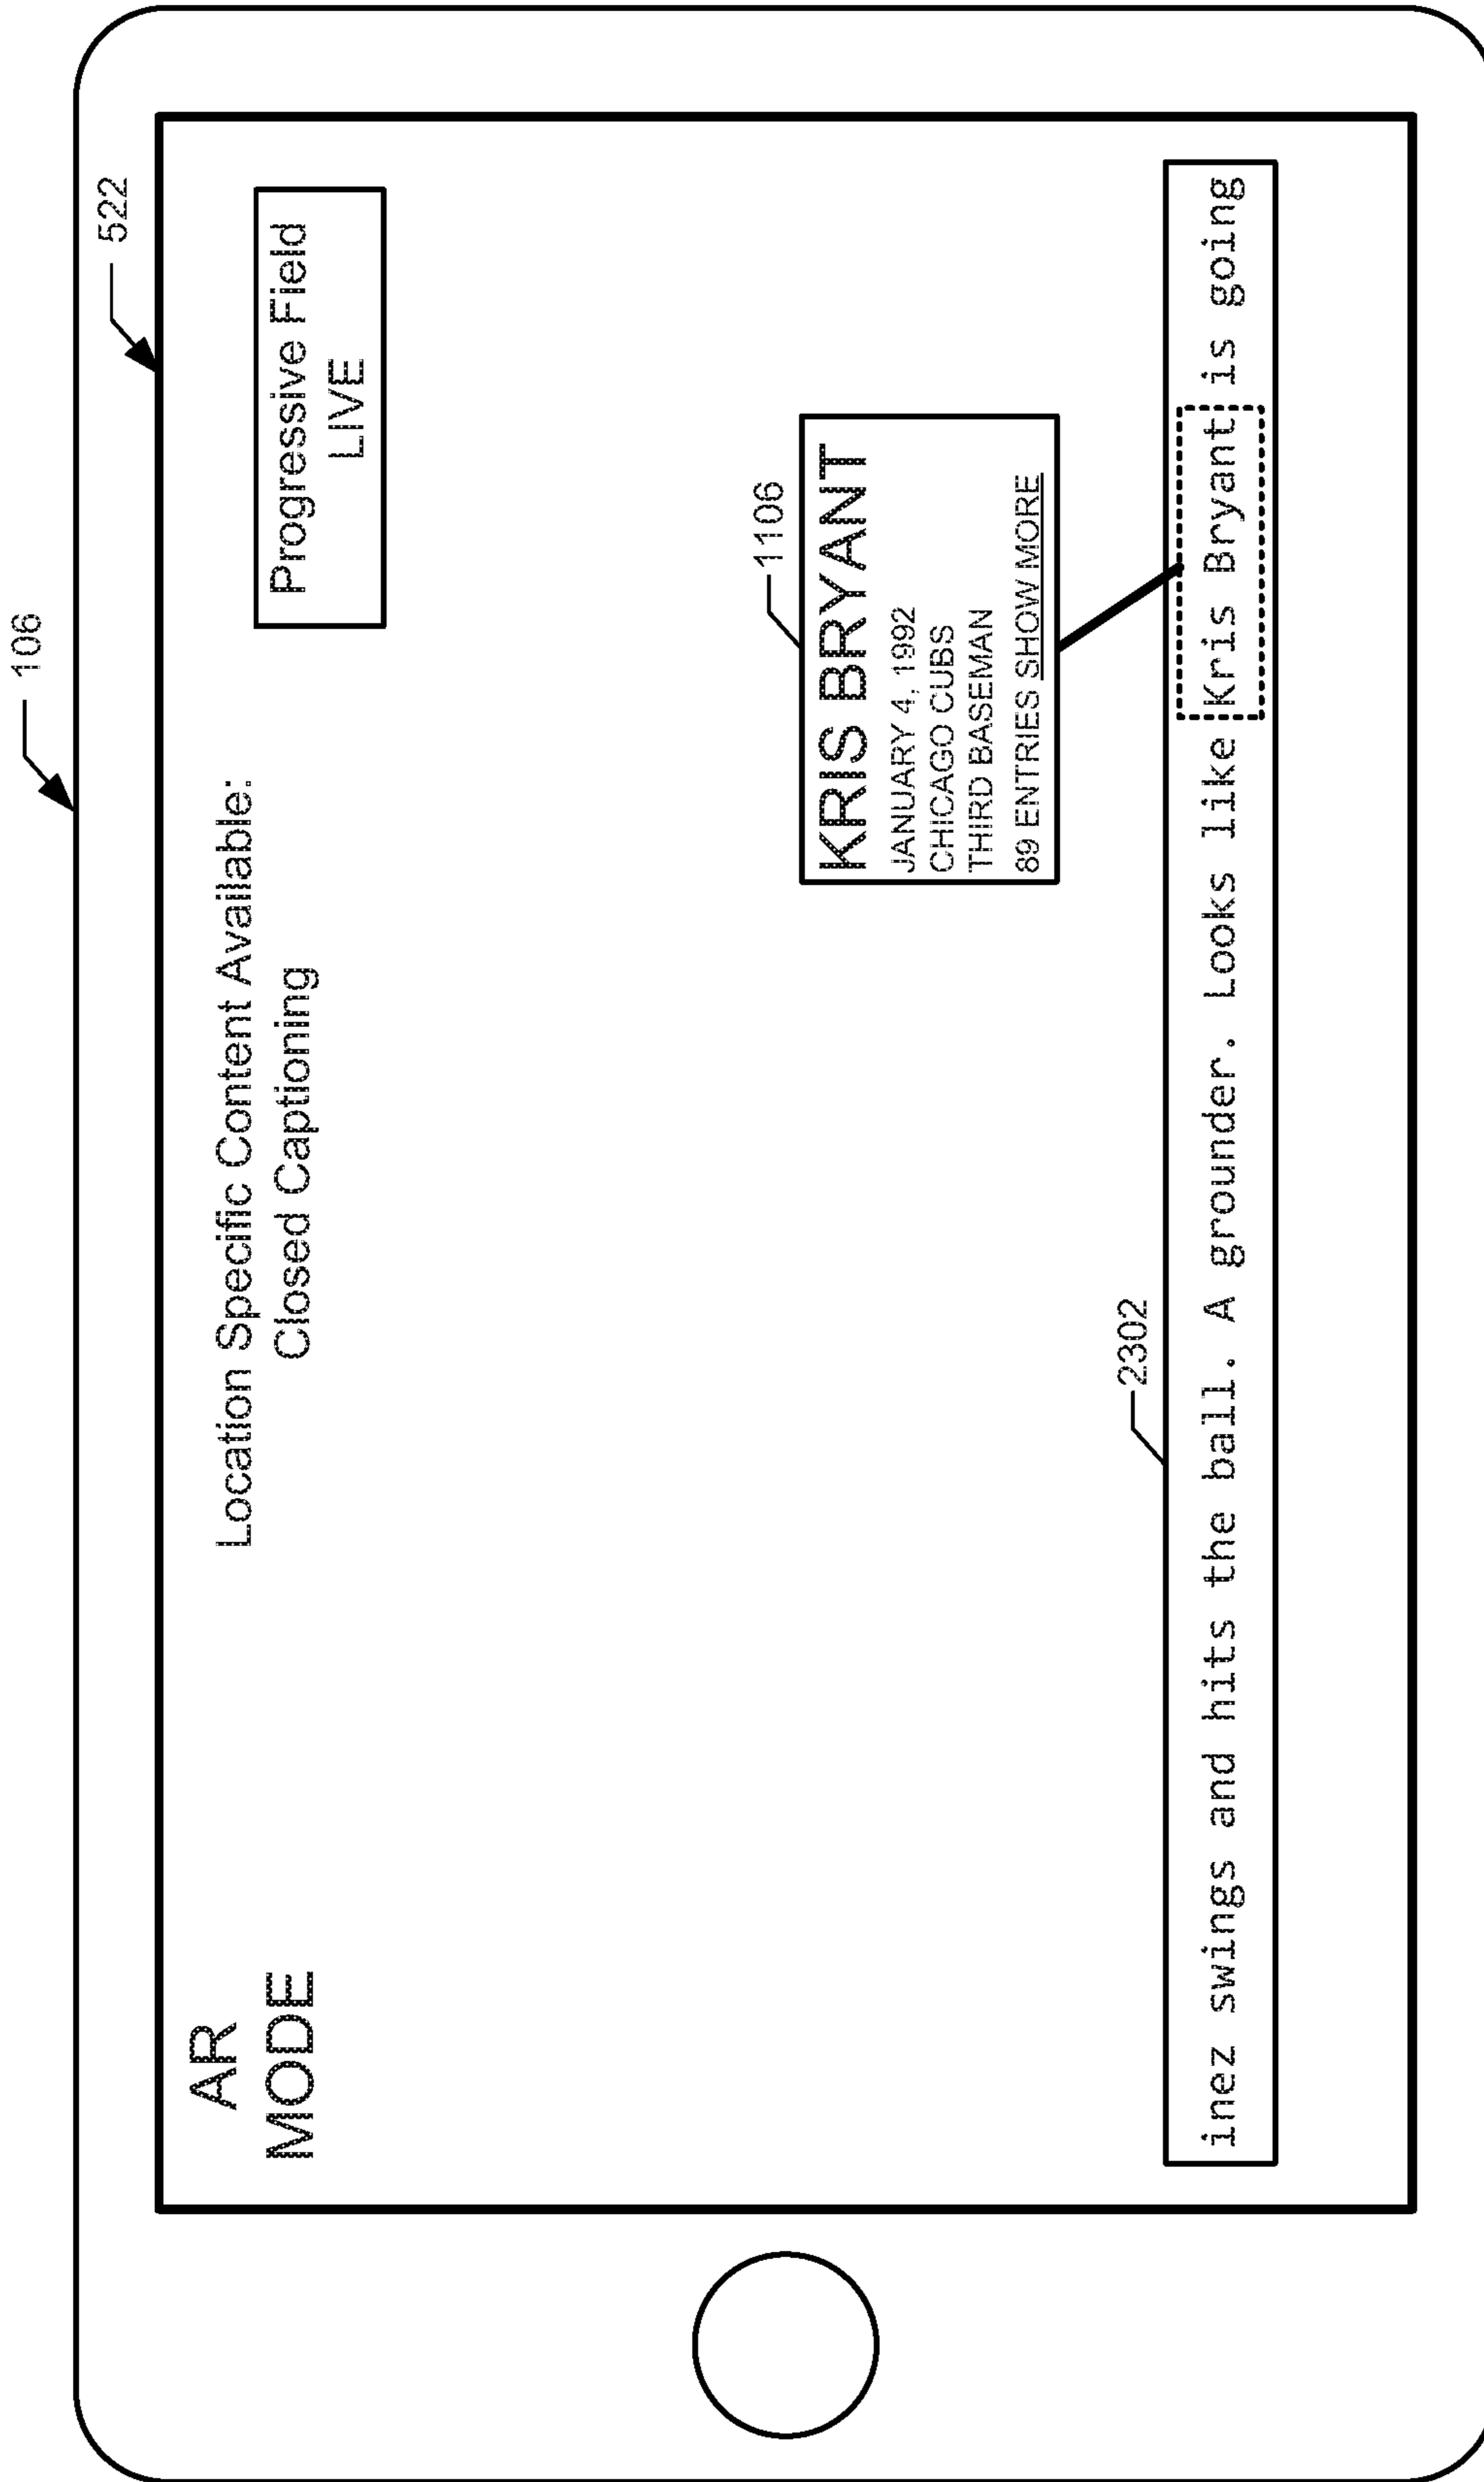 106
522
AR
MODE
Location Specific Content Available:
Closed Captioning
Progressive Field
LIVE
1106
KRIS BRYANT
JANUARY 4, 1992
CHICAGO CUBS
THIRD BASEMAN
89 ENTRIES SHOW MORE
2302
inez swings and hits the ball. A grounder. Looks like Kris Bryant is going